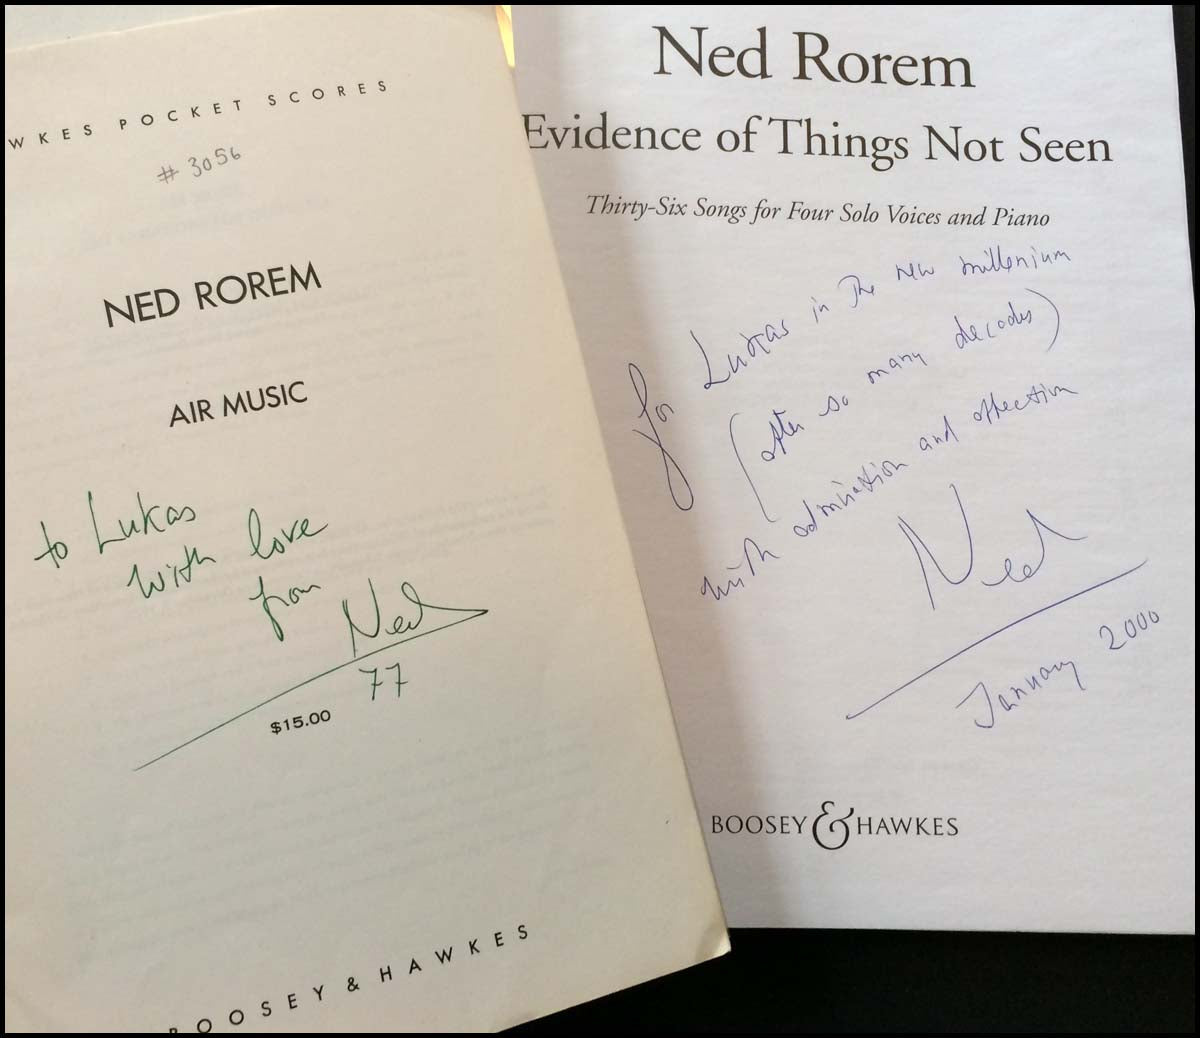 WKES POCKET SCORES
# 3056
NED ROREM
AIR MUSIC
to Lukas
with love
from
Ned
77
$15.00
OOSEY & HAWKES
Ned Rorem
Evidence of Things Not Seen
Thirty-Six Songs for Four Solo Voices and Piano
for Lukas in the new millenium
(after so many decades)
with admiration and affection
Ned
January 2000
BOOSEY & HAWKES